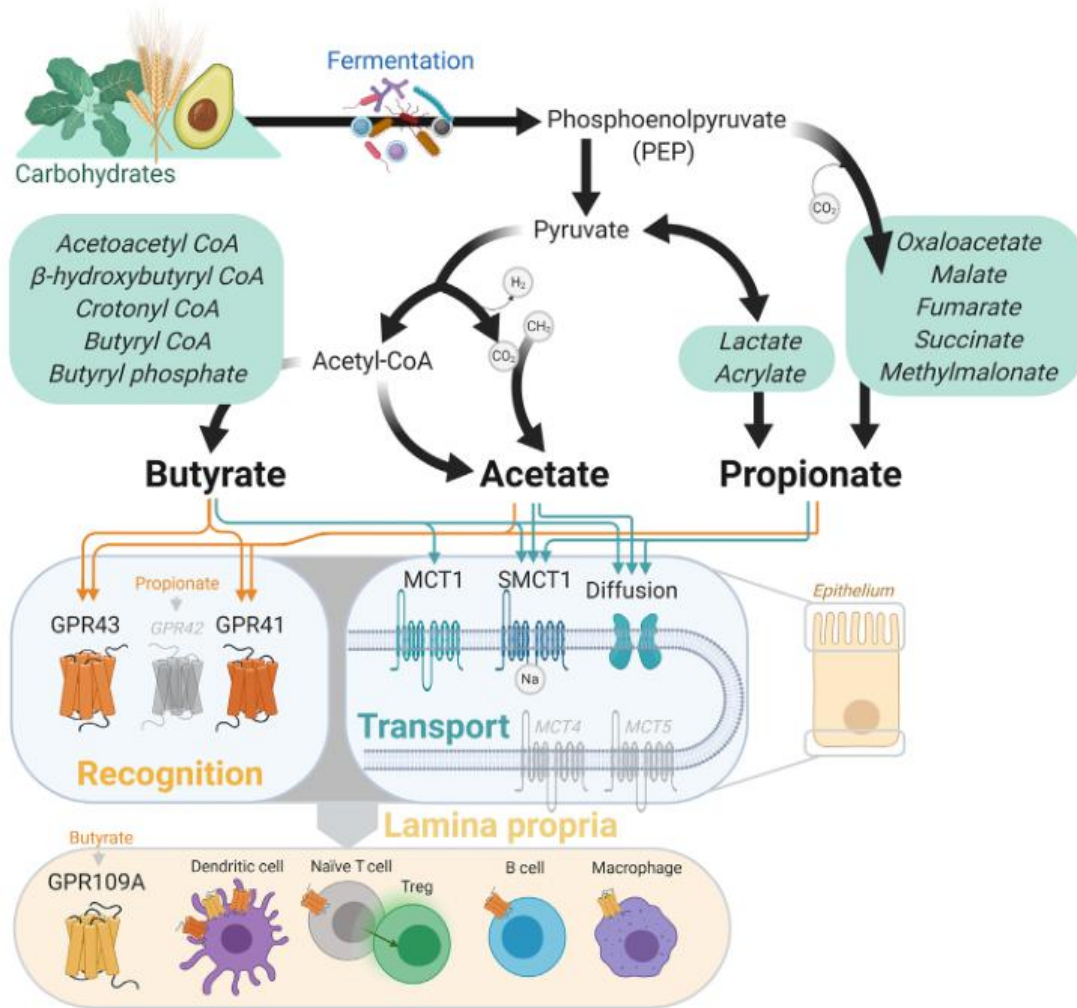 Fermentation
Phosphoenolpyruvate
(PEP)
Carbohydrates
CO₂
Pyruvate
Acetoacetyl CoA
β-hydroxybutyryl CoA
Crotonyl CoA
Butyryl CoA
Butyryl phosphate
Oxaloacetate
Malate
Fumarate
Succinate
Methylmalonate
H₂
CH₃
CO₂
Acetyl-CoA
Lactate
Acrylate
Butyrate
Acetate
Propionate
Propionate
GPR43
GPR42
GPR41
Recognition
MCT1
SMCT1
Diffusion
Na
Transport
MCT4
MCT5
Epithelium
Lamina propria
Butyrate
GPR109A
Dendritic cell
Naïve T cell
Treg
B cell
Macrophage